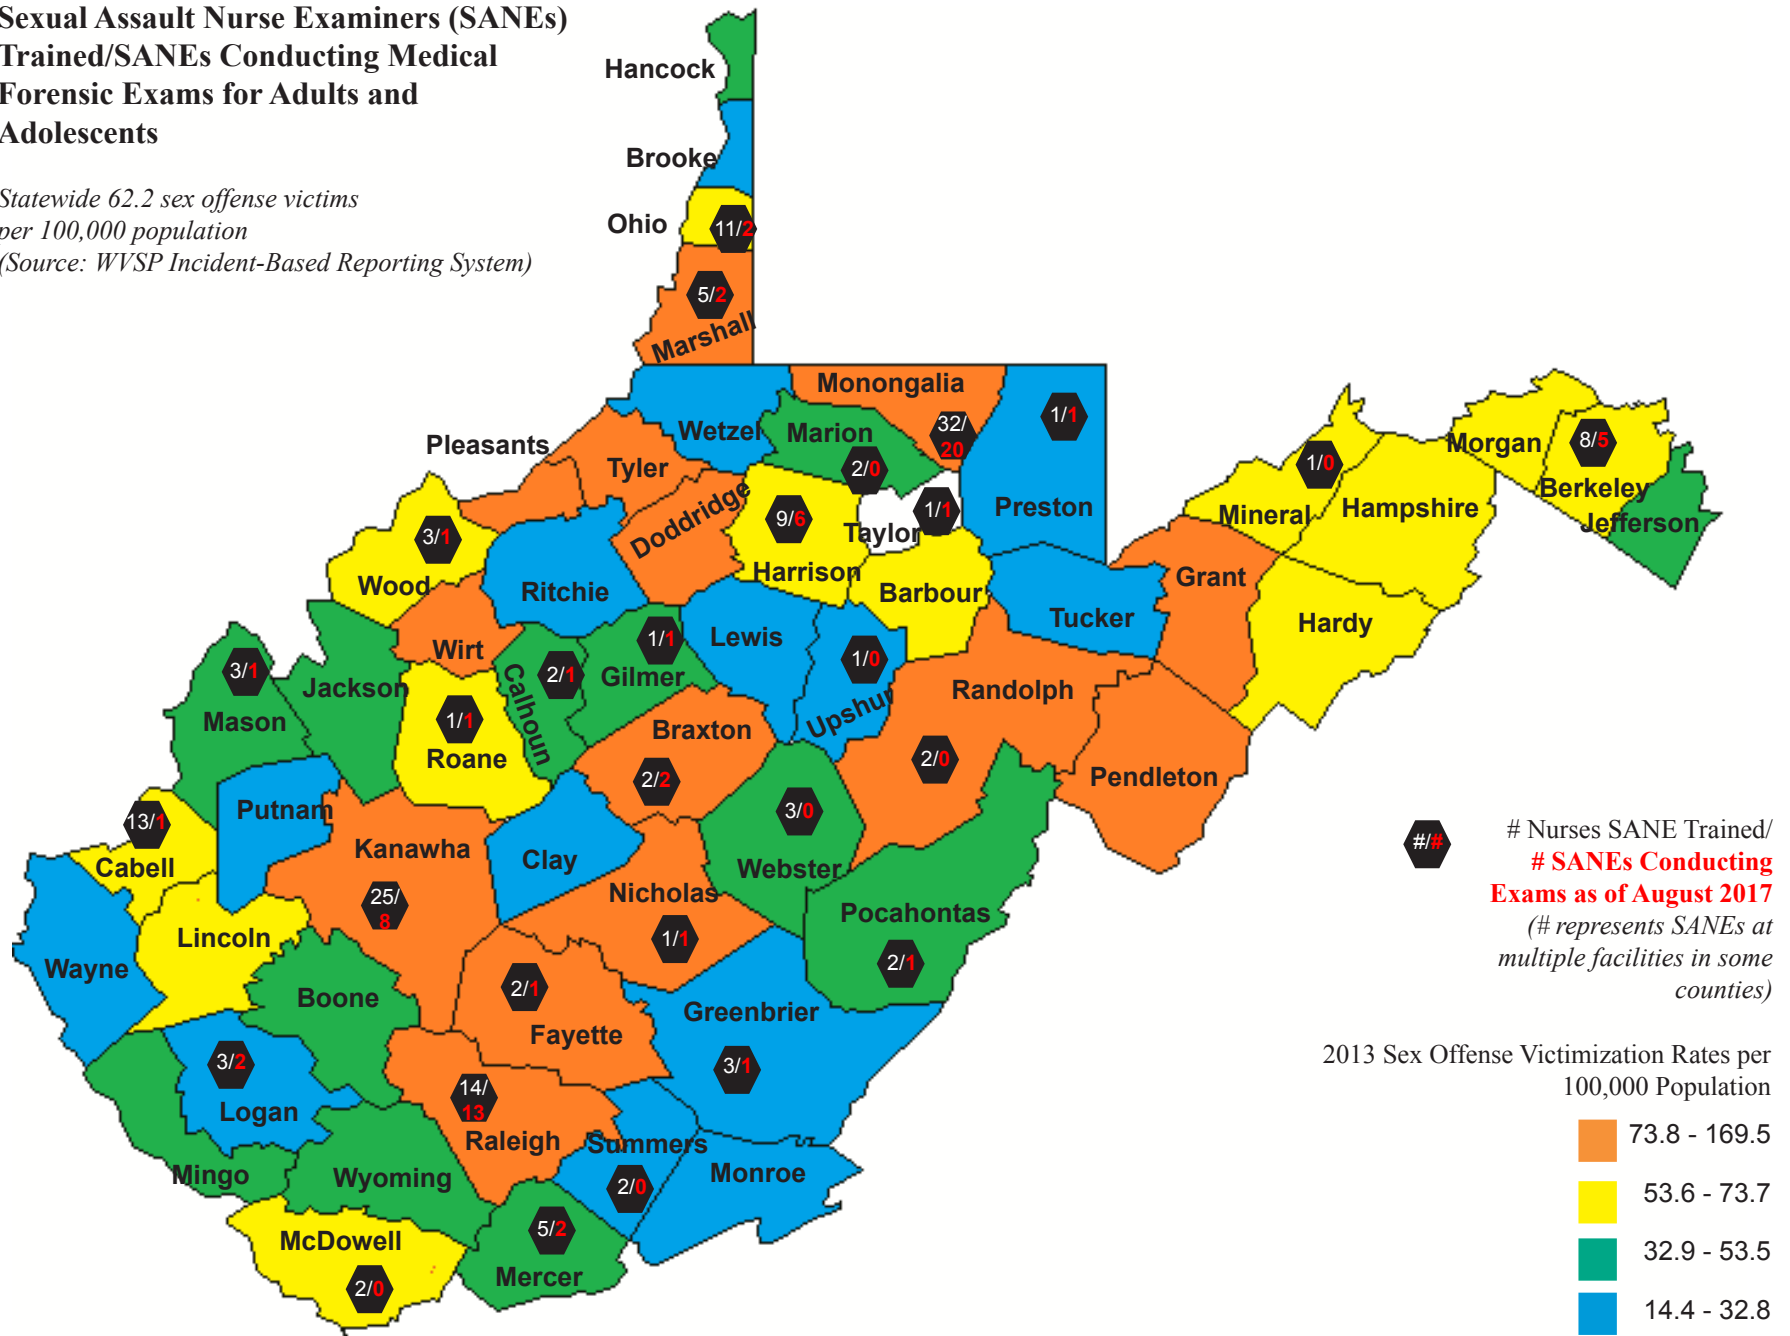 Sexual Assault Nurse Examiners (SANEs)
Trained/SANEs Conducting Medical
Forensic Exams for Adults and
Adolescents
Statewide 62.2 sex offense victims
per 100,000 population
(Source: WVSP Incident-Based Reporting System)
Hancock
Brooke
Ohio
11/2
5/2
Marshall
Monongalia
32/
20
1/1
Wetzel
Marion
2/0
Pleasants
Tyler
Doddridge
9/6
Harrison
Taylor
1/1
Preston
1/0
Mineral
Hampshire
Morgan
8/5
Berkeley
Jefferson
3/1
Wood
Ritchie
Barbour
Tucker
Grant
Hardy
Wirt
Calhoun
2/1
1/1
Gilmer
Lewis
1/0
Upshur
Randolph
2/0
Pendleton
3/1
Mason
Jackson
1/1
Roane
Braxton
2/2
3/0
Webster
Putnam
13/1
Cabell
Kanawha
25/
8
Clay
Nicholas
1/1
Pocahontas
2/1
Wayne
Lincoln
Boone
2/1
Fayette
Greenbrier
3/1
3/2
Logan
14/
13
Raleigh
Summers
2/0
Monroe
Mingo
Wyoming
McDowell
2/0
5/2
Mercer
#/#
# Nurses SANE Trained/
# SANEs Conducting
Exams as of August 2017
(# represents SANEs at
multiple facilities in some
counties)
2013 Sex Offense Victimization Rates per
100,000 Population
73.8 - 169.5
53.6 - 73.7
32.9 - 53.5
14.4 - 32.8